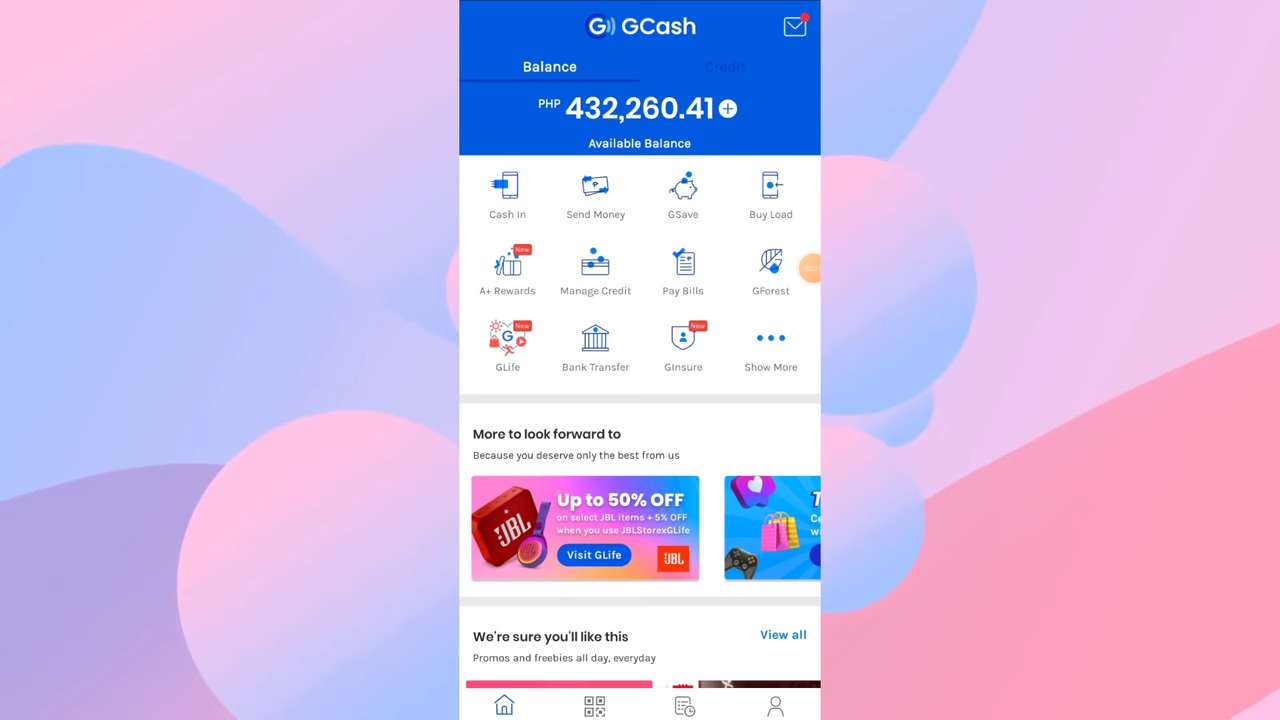 G)) GCash
Balance
Credit
PHP 432,260.41
Available Balance
Cash In
Send Money
GSave
Buy Load
New
A+ Rewards
Manage Credit
Pay Bills
GForest
New
G
GLife
Bank Transfer
New
GInsure
Show More
More to look forward to
Because you deserve only the best from us
JBL
Up to 50% OFF
on select JBL items + 5% OFF
when you use JBLStorexGLife
Visit GLife
JBL
We're sure you'll like this
View all
Promos and freebies all day, everyday